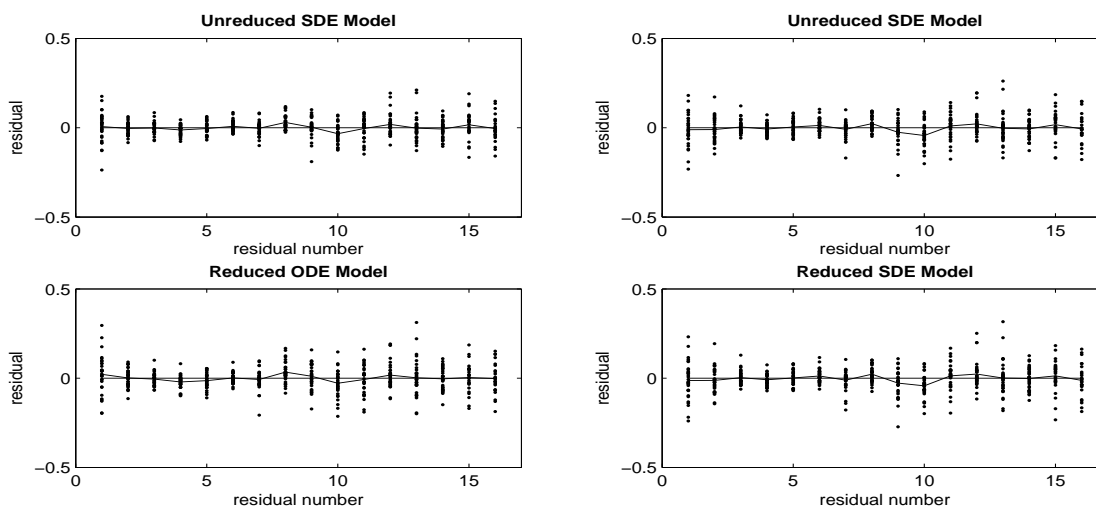 Unreduced SDE Model
0.5
0
−0.5
residual
0 5 10 15
residual number
Unreduced SDE Model
0.5
0
−0.5
residual
0 5 10 15
residual number
Reduced ODE Model
0.5
0
−0.5
residual
0 5 10 15
residual number
Reduced SDE Model
0.5
0
−0.5
residual
0 5 10 15
residual number